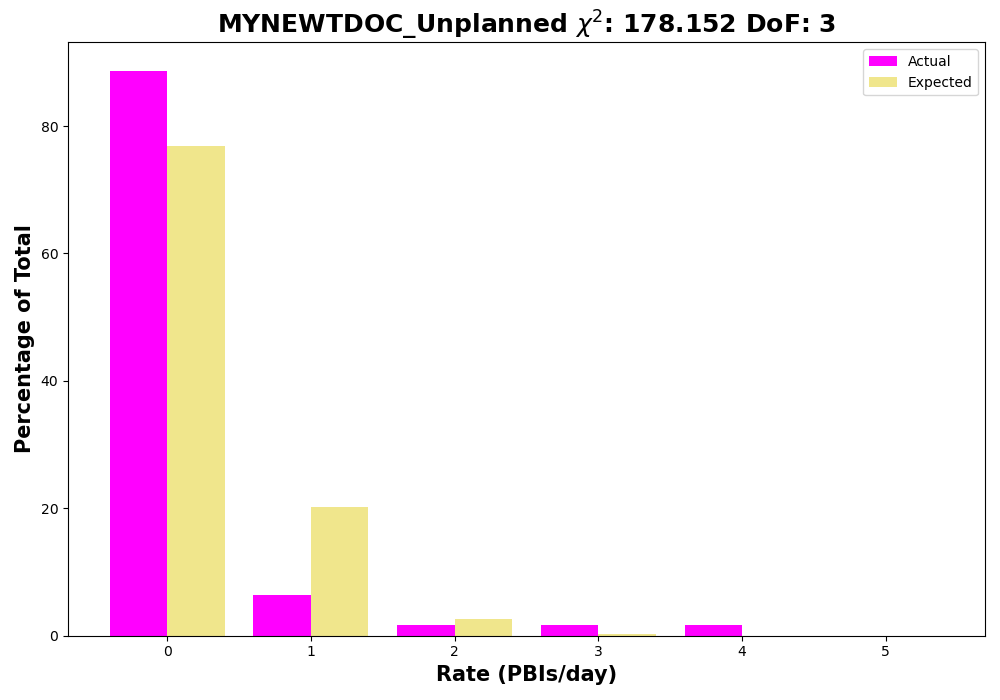 MYNEWTDOC_Unplanned χ²: 178.152 DoF: 3
Actual
Expected
Percentage of Total
80
60
40
20
0
0 1 2 3 4 5
Rate (PBIs/day)